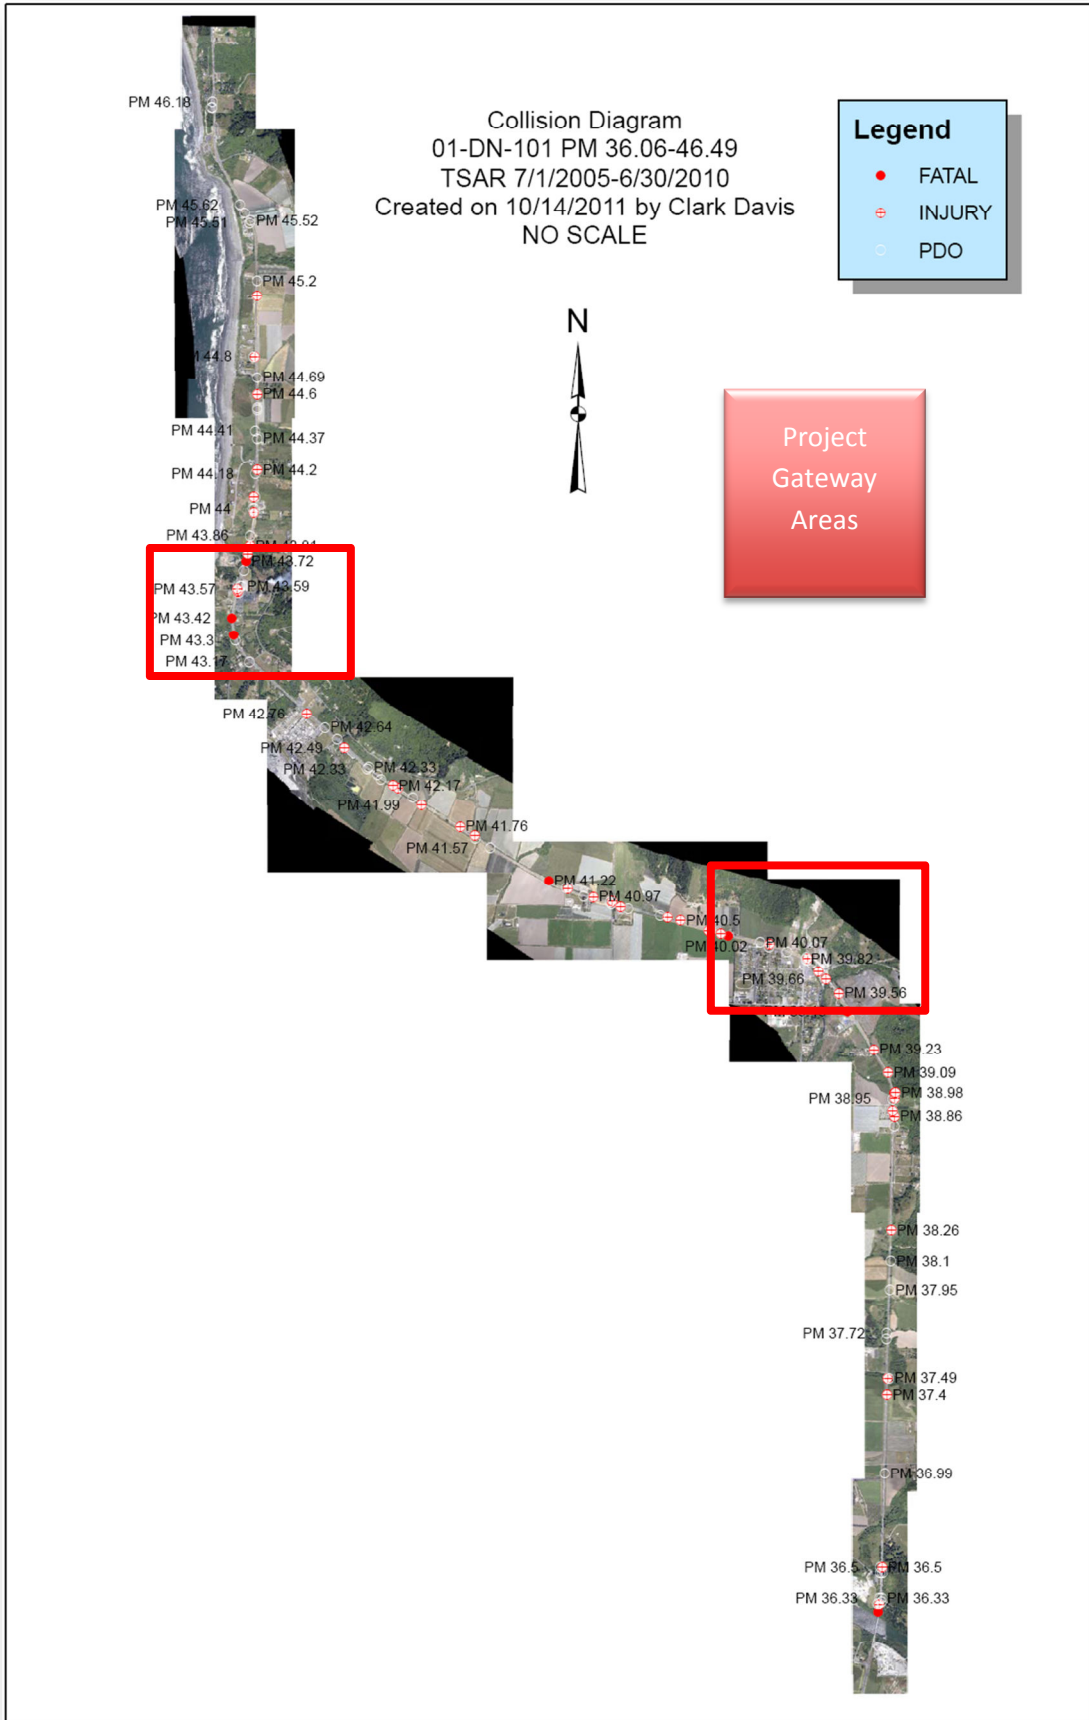 Collision Diagram
01-DN-101 PM 36.06-46.49
TSAR 7/1/2005-6/30/2010
Created on 10/14/2011 by Clark Davis
NO SCALE
Legend
FATAL
INJURY
PDO
N
Project
Gateway
Areas
PM 46.18
PM 45.62
PM 45.52
PM 45.51
PM 45.2
44.8
PM 44.69
PM 44.6
PM 44.41
PM 44.37
PM 44.2
PM 44.18
PM 44
PM 43.86
PM 43.72
PM 43.59
PM 43.57
PM 43.42
PM 43.3
PM 43.17
PM 42.76
PM 42.64
PM 42.49
PM 42.33
PM 42.33
PM 42.17
PM 41.99
PM 41.76
PM 41.57
PM 41.22
PM 40.97
PM 40.5
PM 40.02
PM 40.07
PM 39.82
PM 39.66
PM 39.56
PM 39.23
PM 39.09
PM 38.98
PM 38.95
PM 38.86
PM 38.26
PM 38.1
PM 37.95
PM 37.72
PM 37.49
PM 37.4
PM 36.99
PM 36.5
PM 36.5
PM 36.33
PM 36.33